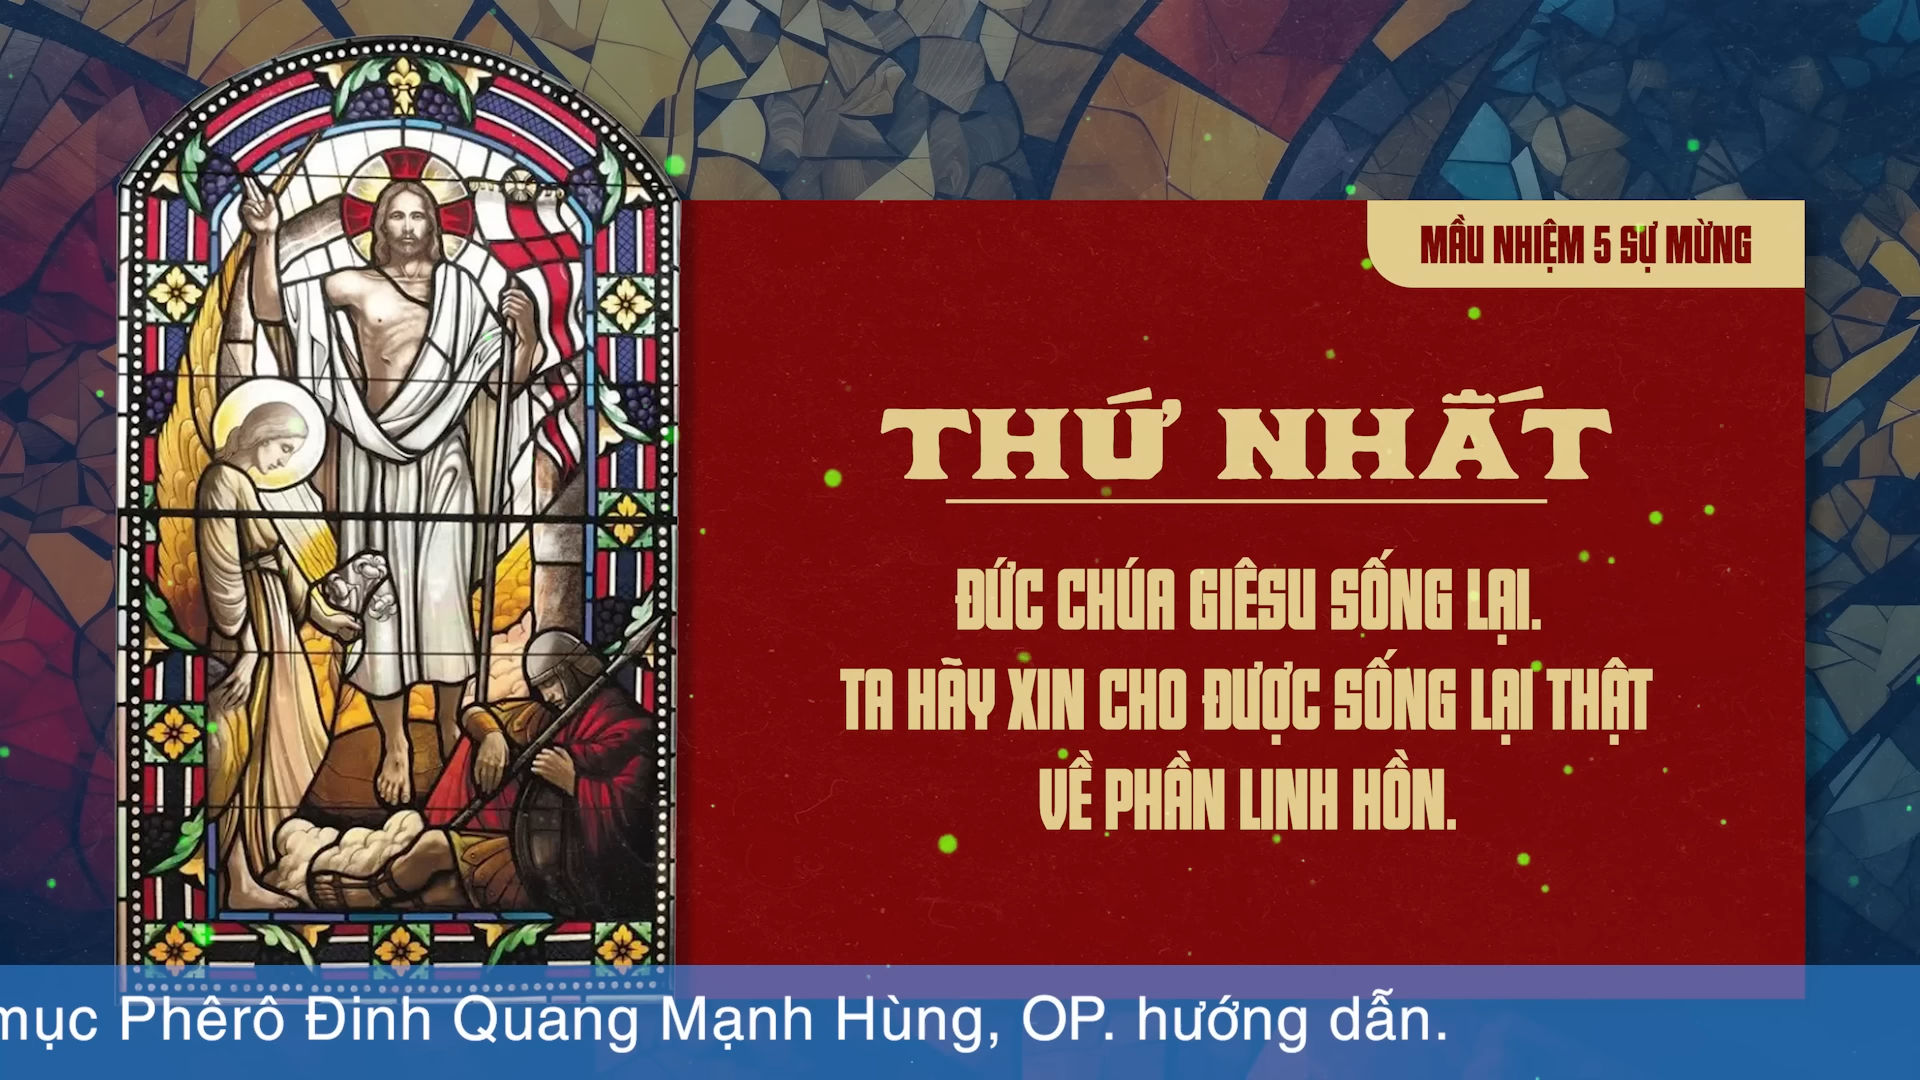 MẦU NHIỆM 5 SỰ MỪNG
THỨ NHẤT
ĐỨC CHÚA GIÊSU SỐNG LẠI.
TA HÃY XIN CHO ĐƯỢC SỐNG LẠI THẬT
VỀ PHẦN LINH HỒN.
mục Phêrô Đinh Quang Mạnh Hùng, OP. hướng dẫn.